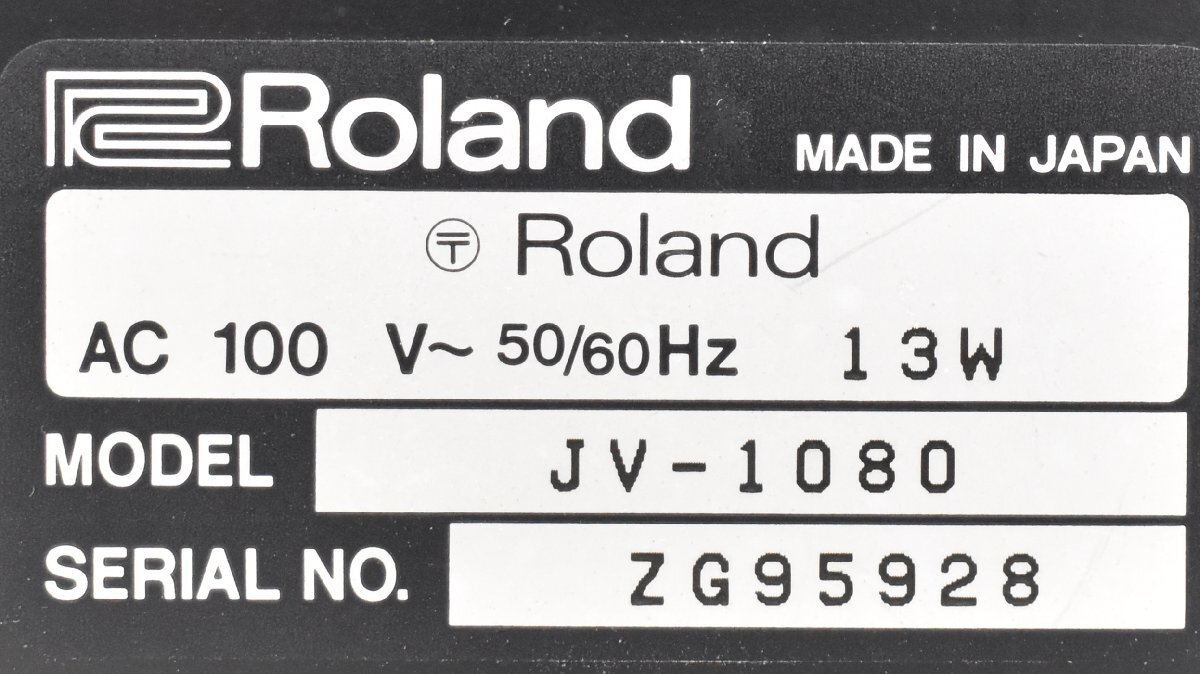 Roland MADE IN JAPAN
〒 Roland
AC 100 V~ 50/60Hz 13W
MODEL JV-1080
SERIAL NO. ZG95928